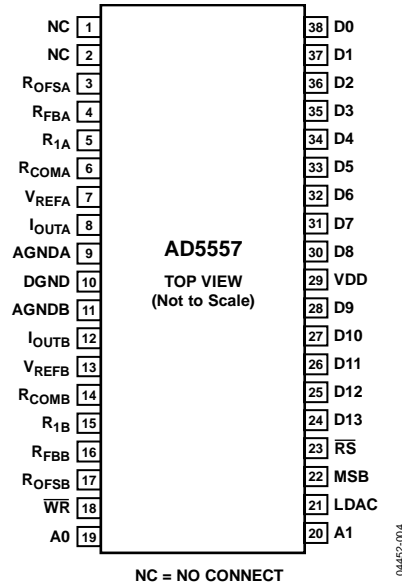 NC 1
NC 2
ROFSA 3
RFBA 4
R1A 5
RCOMA 6
VREFA 7
IOUTA 8
AGNDA 9
DGND 10
AGNDB 11
IOUTB 12
VREFB 13
RCOMB 14
R1B 15
RFBB 16
ROFSB 17
WR 18
A0 19
AD5557
TOP VIEW
(Not to Scale)
38 D0
37 D1
36 D2
35 D3
34 D4
33 D5
32 D6
31 D7
30 D8
29 VDD
28 D9
27 D10
26 D11
25 D12
24 D13
23 RS
22 MSB
21 LDAC
20 A1
NC = NO CONNECT
04452-004